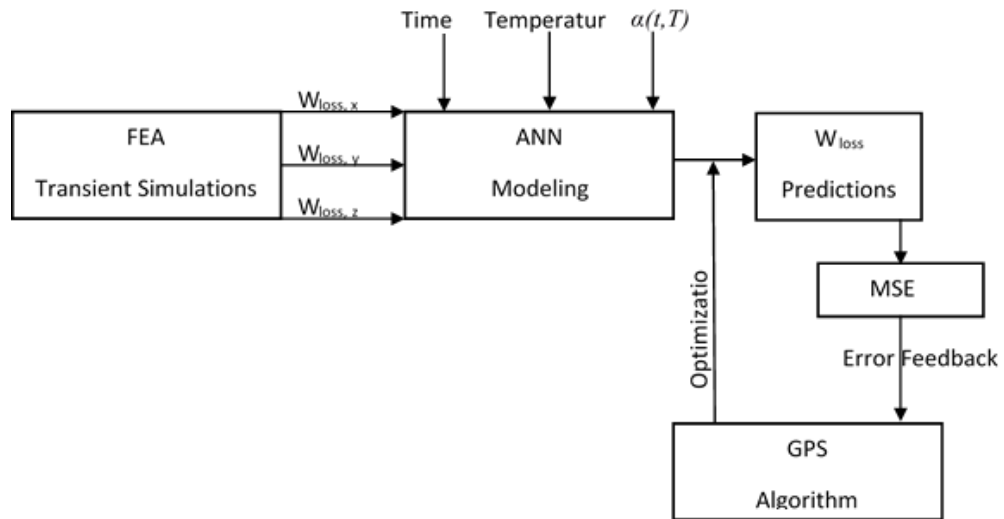 Time Temperatur α(t,T)
W_loss, x
FEA
ANN
W_loss
W_loss, y
Transient Simulations
Modeling
Predictions
W_loss, z
MSE
Optimizatio
Error Feedback
GPS
Algorithm